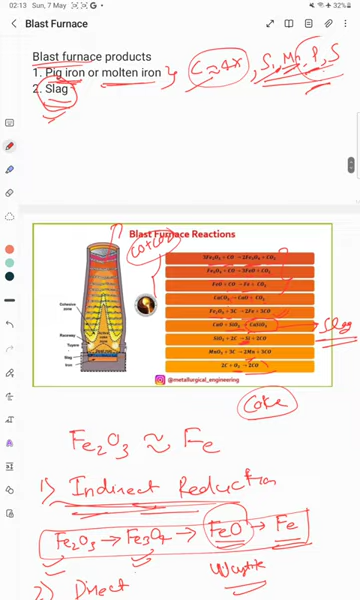 02:13 Sun, 7 May 32%
Blast Furnace
Blast furnace products
1. Pig iron or molten iron } C ≈ 4%, Si, Mn, P, S
2. Slag
Blast Furnace Reactions
CO+CO₂
3Fe₂O₃ + CO → 2Fe₃O₄ + CO₂
Fe₃O₄ + CO → 3FeO + CO₂
FeO + CO → Fe + CO₂
CaCO₃ → CaO + CO₂
Fe₂O₃ + 3C → 2Fe + 3CO
CaO + SiO₂ → CaSiO₃
Slag
SiO₂ + 2C → Si + 2CO
MnO₂ + 2C → 2Mn + 2CO
2C + O₂ → 2CO
Cohesive zone
Raceway
Tuyere
Slag
Iron
@metallurgical_engineering
Coke
Fe₂O₃ ≈ Fe
1) Indirect Reduction
Fe₂O₃ → Fe₃O₄ → FeO → Fe
Wustite
2) Direct